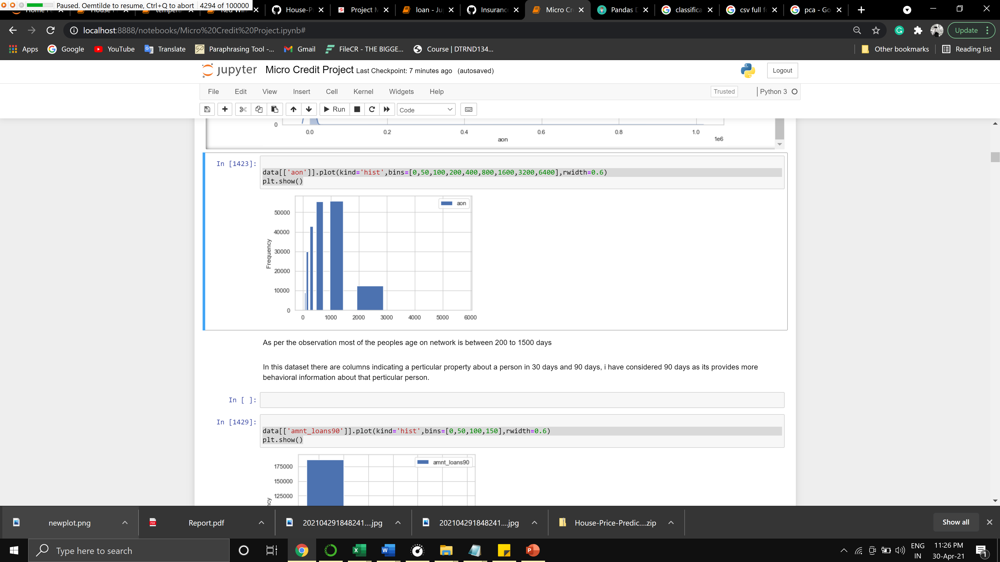 Paused. Oemtilde to resume, Ctrl+Q to abort 4294 of 100000
House-P
Project M
loan - Ju
Insurance
Micro Cr
Pandas D
classifica
csv full f
pca - Go
localhost:8888/notebooks/Micro%20Credit%20Project.ipynb#
Update
Apps Google YouTube Translate Paraphrasing Tool -... Gmail FileCR - THE BIGGE... Course | DTRND134... Other bookmarks Reading list
jupyter Micro Credit Project Last Checkpoint: 7 minutes ago (autosaved)
Logout
File Edit View Insert Cell Kernel Widgets Help
Trusted
Python 3
Run
Code
0
0.0 0.2 0.4 0.6 0.8 1.0
aon
1e6
In [1423]:
data[['aon']].plot(kind='hist',bins=[0,50,100,200,400,800,1600,3200,6400],rwidth=0.6)
plt.show()
aon
50000
40000
30000
20000
10000
0
Frequency
0 1000 2000 3000 4000 5000 6000
As per the observation most of the peoples age on network is between 200 to 1500 days
In this dataset there are columns indicating a perticular property about a person in 30 days and 90 days, i have considered 90 days as its provides more
behavioral information about that perticular person.
In [ ]:
In [1429]:
data[['amnt_loans90']].plot(kind='hist',bins=[0,50,100,150],rwidth=0.6)
plt.show()
amnt_loans90
175000
150000
125000
ncy
newplot.png
Report.pdf
202104291848241....jpg
202104291848241....jpg
House-Price-Predic....zip
Show all
Type here to search
ENG
IN
11:26 PM
30-Apr-21
1